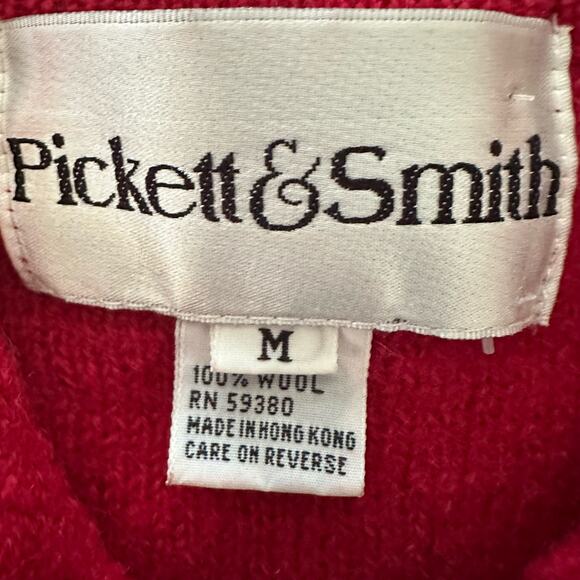 Pickett&Smith
M
100% WOOL
RN 59380
MADE IN HONG KONG
CARE ON REVERSE